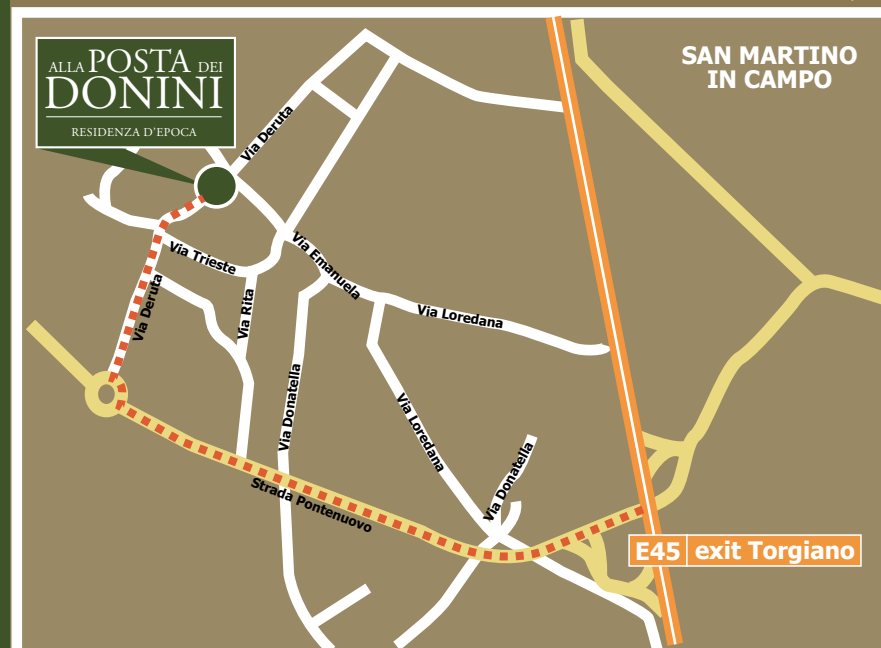 ALLA POSTA DEI
DONINI
RESIDENZA D'EPOCA
SAN MARTINO
IN CAMPO
Via Deruta
Via Trieste
Via Emanuela
Via Deruta
Via Rita
Via Loredana
Via Donatella
Via Loredana
Via Donatella
Strada Pontenuovo
E45 exit Torgiano